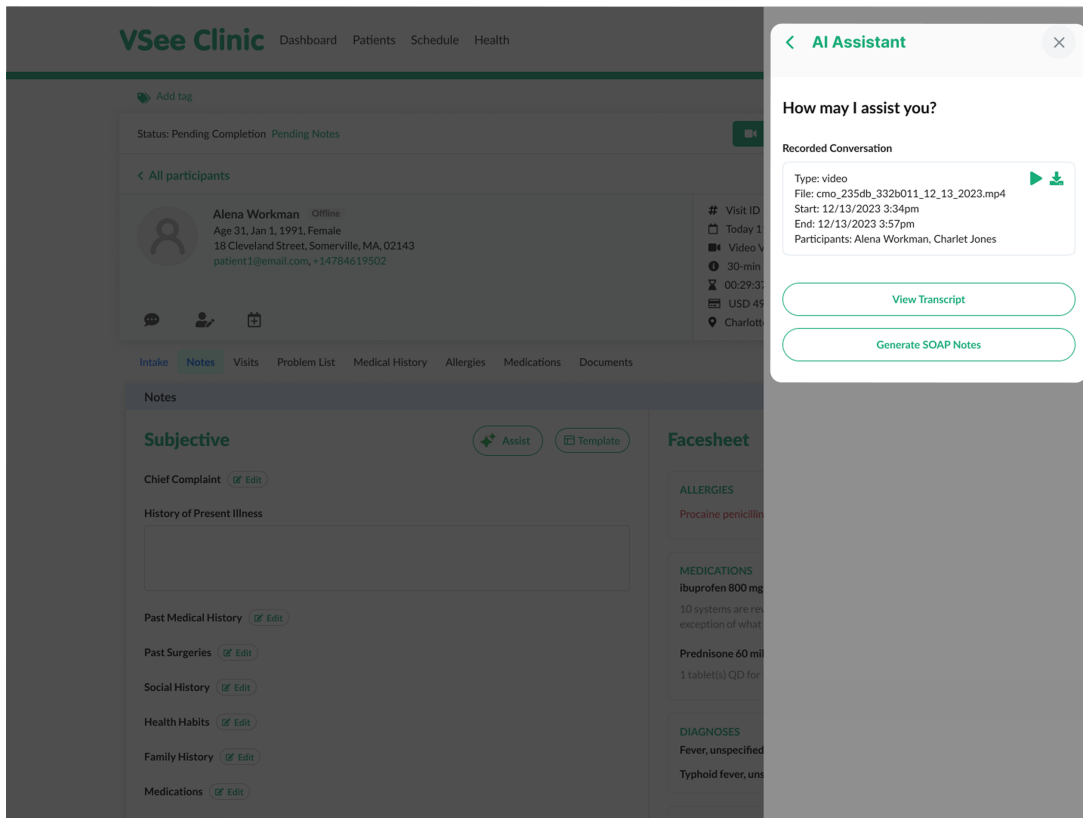 VSee Clinic
Dashboard Patients Schedule Health
Add tag
Status: Pending Completion Pending Notes
All participants
Alena Workman Offline
Age 31, Jan 1, 1991, Female
18 Cleveland Street, Somerville, MA, 02143
patient1@email.com, +14784619502
# Visit ID
Today 1
Video V
30-min
00:29:37
USD 49
Charlott
Intake Notes Visits Problem List Medical History Allergies Medications Documents
Notes
Subjective
Assist
Template
Chief Complaint Edit
History of Present Illness
Past Medical History Edit
Past Surgeries Edit
Social History Edit
Health Habits Edit
Family History Edit
Medications Edit
Facesheet
ALLERGIES
Procaine penicillin
MEDICATIONS
ibuprofen 800 mg
10 systems are rev
exception of what
Prednisone 60 mil
1 tablet(s) QD for
DIAGNOSES
Fever, unspecified
Typhoid fever, uns
AI Assistant
How may I assist you?
Recorded Conversation
Type: video
File: cmo_235db_332b011_12_13_2023.mp4
Start: 12/13/2023 3:34pm
End: 12/13/2023 3:57pm
Participants: Alena Workman, Charlet Jones
View Transcript
Generate SOAP Notes